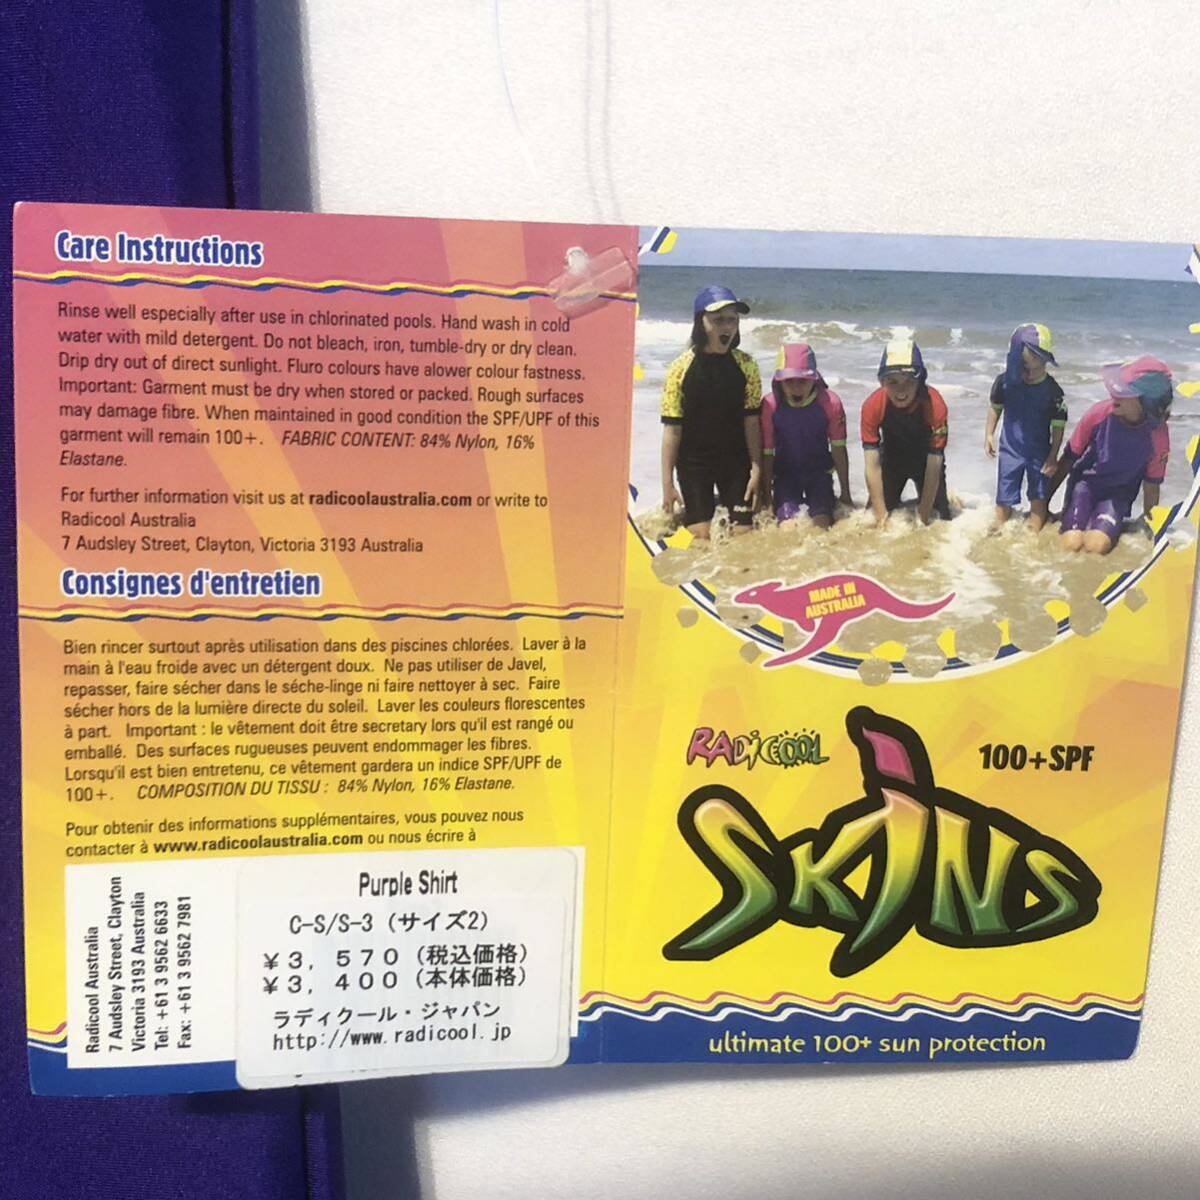 Care Instructions
Rinse well especially after use in chlorinated pools. Hand wash in cold
water with mild detergent. Do not bleach, iron, tumble-dry or dry clean.
Drip dry out of direct sunlight. Fluro colours have alower colour fastness.
Important: Garment must be dry when stored or packed. Rough surfaces
may damage fibre. When maintained in good condition the SPF/UPF of this
garment will remain 100+. FABRIC CONTENT: 84% Nylon, 16%
Elastane.
For further information visit us at radicoolaustralia.com or write to
Radicool Australia
7 Audsley Street, Clayton, Victoria 3193 Australia
Consignes d'entretien
Bien rincer surtout après utilisation dans des piscines chlorées. Laver à la
main à l'eau froide avec un détergent doux. Ne pas utiliser de Javel,
repasser, faire sécher dans le séche-linge ni faire nettoyer à sec. Faire
sécher hors de la lumière directe du soleil. Laver les couleurs florescentes
à part. Important : le vêtement doit être secretary lors qu'il est rangé ou
emballé. Des surfaces rugueuses peuvent endommager les fibres.
Lorsqu'il est bien entretenu, ce vêtement gardera un indice SPF/UPF de
100+. COMPOSITION DU TISSU : 84% Nylon, 16% Elastane.
Pour obtenir des informations supplémentaires, vous pouvez nous
contacter à www.radicoolaustralia.com ou nous écrire à
Radicool Australia
7 Audsley Street, Clayton
Victoria 3193 Australia
Tel: +61 3 9562 6633
Fax: +61 3 9562 7981
Purple Shirt
C-S/S-3 (サイズ2)
¥3, 570 (税込価格)
¥3, 400 (本体価格)
ラディクール・ジャパン
http://www.radicool.jp
MADE IN
AUSTRALIA
RADiCOOL
100+SPF
SKiNS
ultimate 100+ sun protection